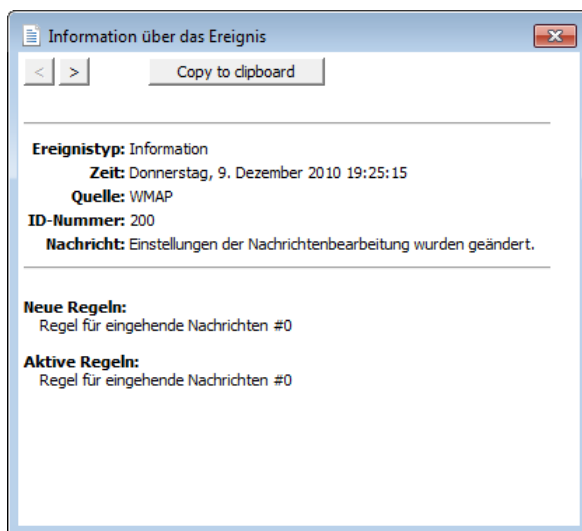 Information über das Ereignis
< > Copy to clipboard
Ereignistyp: Information
Zeit: Donnerstag, 9. Dezember 2010 19:25:15
Quelle: WMAP
ID-Nummer: 200
Nachricht: Einstellungen der Nachrichtenbearbeitung wurden geändert.
Neue Regeln:
Regel für eingehende Nachrichten #0
Aktive Regeln:
Regel für eingehende Nachrichten #0